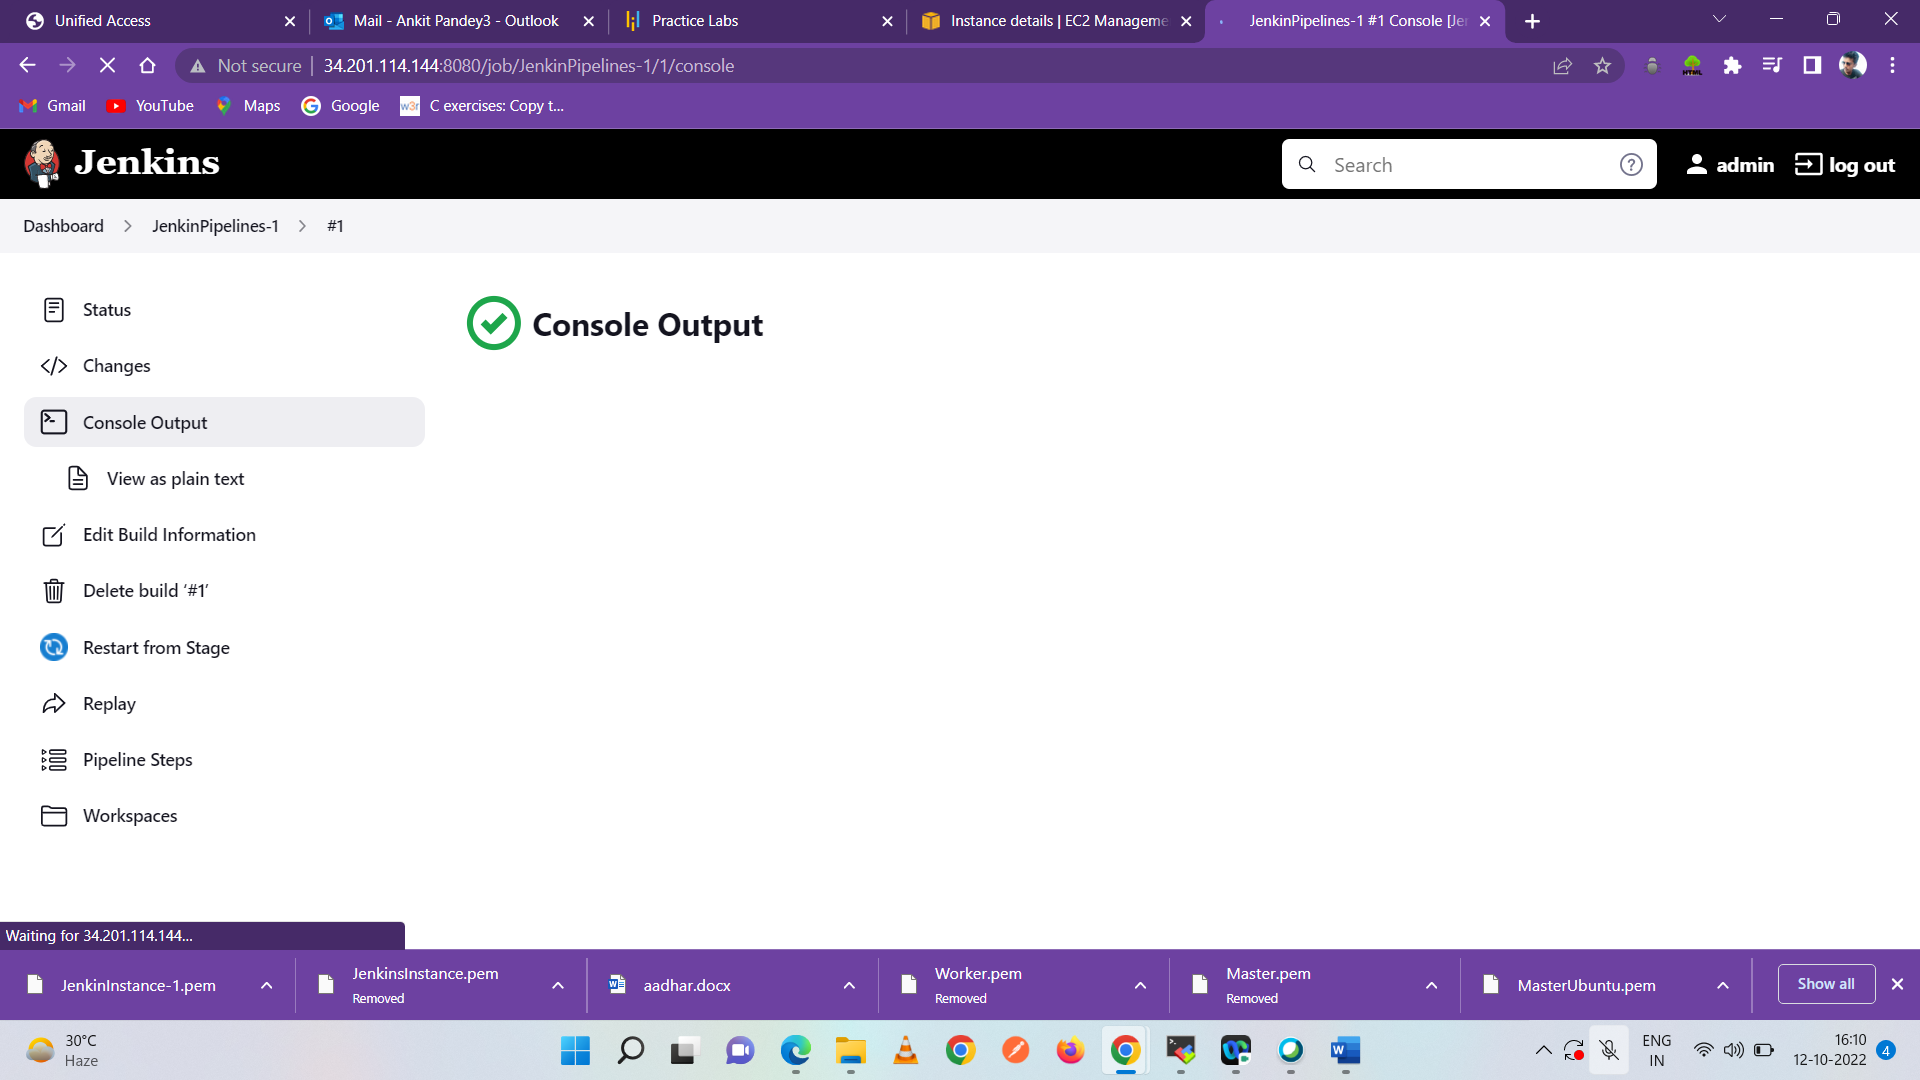 Unified Access
Mail - Ankit Pandey3 - Outlook
Practice Labs
Instance details | EC2 Manageme
JenkinPipelines-1 #1 Console [Je
Not secure
34.201.114.144:8080/job/JenkinPipelines-1/1/console
Gmail
YouTube
Maps
Google
w3r
C exercises: Copy t...
Jenkins
Search
admin
log out
Dashboard
JenkinPipelines-1
#1
Status
Changes
Console Output
View as plain text
Edit Build Information
Delete build ‘#1’
Restart from Stage
Replay
Pipeline Steps
Workspaces
Console Output
Waiting for 34.201.114.144...
JenkinInstance-1.pem
JenkinsInstance.pem
Removed
aadhar.docx
Worker.pem
Removed
Master.pem
Removed
MasterUbuntu.pem
Show all
30°C
Haze
ENG
IN
16:10
12-10-2022
4